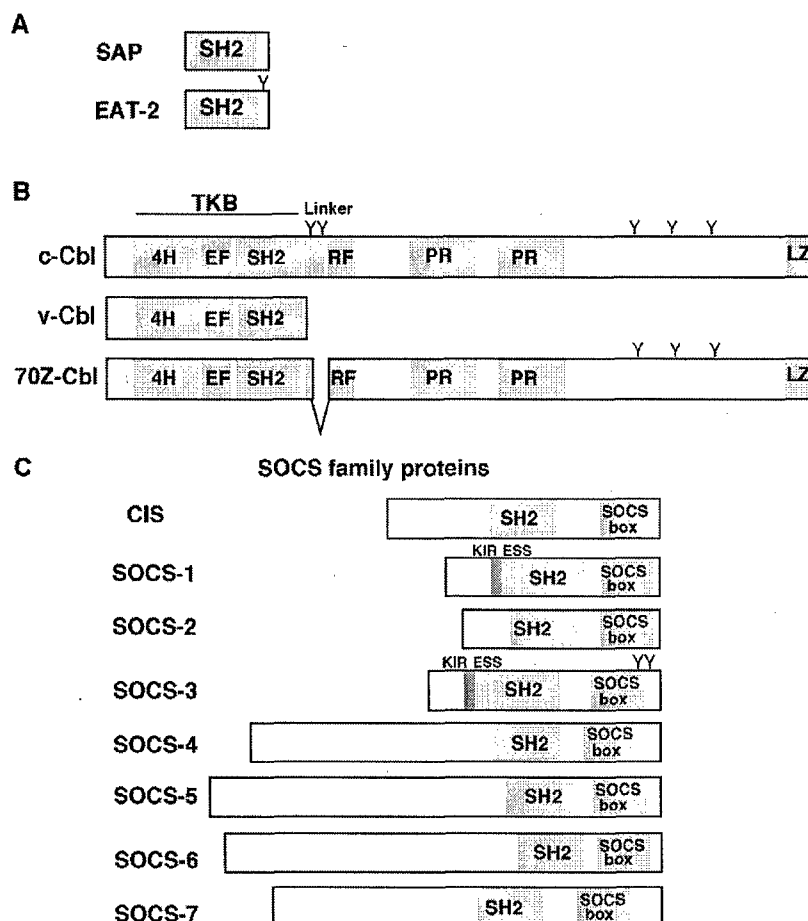 A
SAP SH2
Y
EAT-2 SH2
B
TKB Linker
YY Y Y Y
c-Cbl 4H EF SH2 RF PR PR LZ
v-Cbl 4H EF SH2
Y Y Y
70Z-Cbl 4H EF SH2 RF PR PR LZ
C SOCS family proteins
CIS SH2 SOCS box
KIR ESS
SOCS-1 SH2 SOCS box
SOCS-2 SH2 SOCS box
KIR ESS YY
SOCS-3 SH2 SOCS box
SOCS-4 SH2 SOCS box
SOCS-5 SH2 SOCS box
SOCS-6 SH2 SOCS box
SOCS-7 SH2 SOCS box